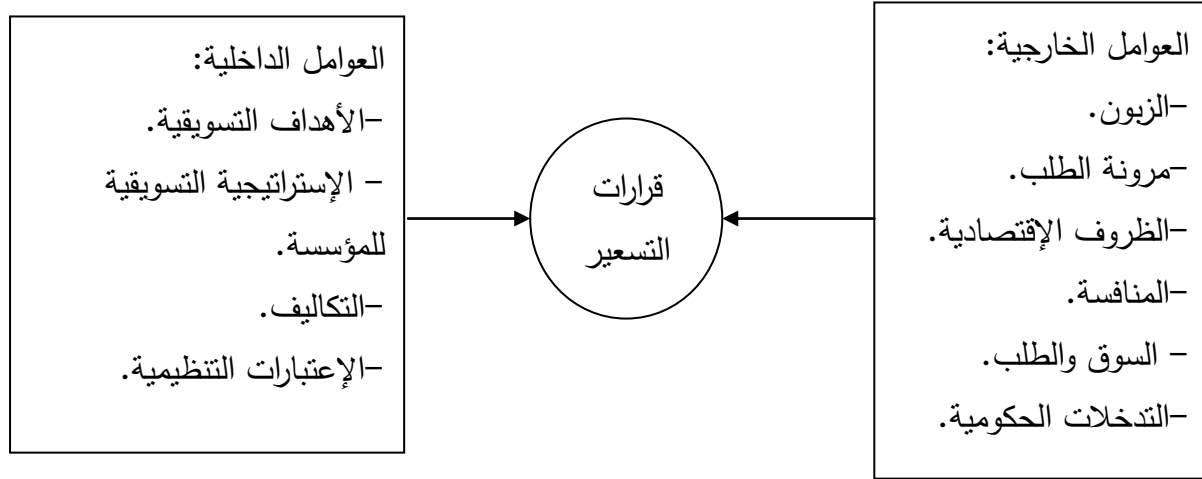 العوامل الخارجية:
-الزبون.
-مرونة الطلب.
-الظروف الإقتصادية.
-المنافسة.
- السوق والطلب.
-التدخلات الحكومية.
قرارات
التسعير
العوامل الداخلية:
-الأهداف التسويقية.
- الإستراتيجية التسويقية
للمؤسسة.
-التكاليف.
-الإعتبارات التنظيمية.